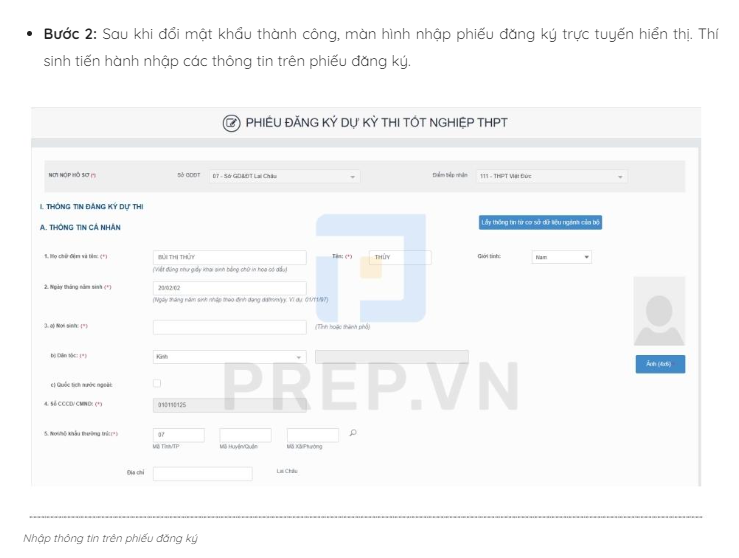 Bước 2: Sau khi đổi mật khẩu thành công, màn hình nhập phiếu đăng ký trực tuyến hiển thị. Thí
sinh tiến hành nhập các thông tin trên phiếu đăng ký.
PHIẾU ĐĂNG KÝ DỰ KỲ THI TỐT NGHIỆP THPT
NƠI NỘP HỒ SƠ (*) Sở GDĐT 07 - Sở GD&ĐT Lai Châu Điểm tiếp nhận 111 - THPT Việt Đức
I. THÔNG TIN ĐĂNG KÝ DỰ THI
A. THÔNG TIN CÁ NHÂN Lấy thông tin từ cơ sở dữ liệu ngành của bộ
1. Họ chữ đệm và tên: (*) BÙI THỊ THỦY Tên: (*) THỦY Giới tính: Nam
(Viết đúng như giấy khai sinh bằng chữ in hoa có dấu)
2. Ngày tháng năm sinh (*) 20/02/02
(Ngày tháng năm sinh nhập theo định dạng dd/mm/yy. Ví dụ: 01/11/97)
3. a) Nơi sinh: (*) (Tỉnh hoặc thành phố)
b) Dân tộc: (*) Kinh Ảnh (4x6)
c) Quốc tịch nước ngoài:
PREP.VN
4. Số CCCD/ CMND: (*) 010110125
5. Nơi/hộ khẩu thường trú:(*) 07
Mã Tỉnh/TP Mã Huyện/Quận Mã Xã/Phường
Địa chỉ Lai Châu
Nhập thông tin trên phiếu đăng ký